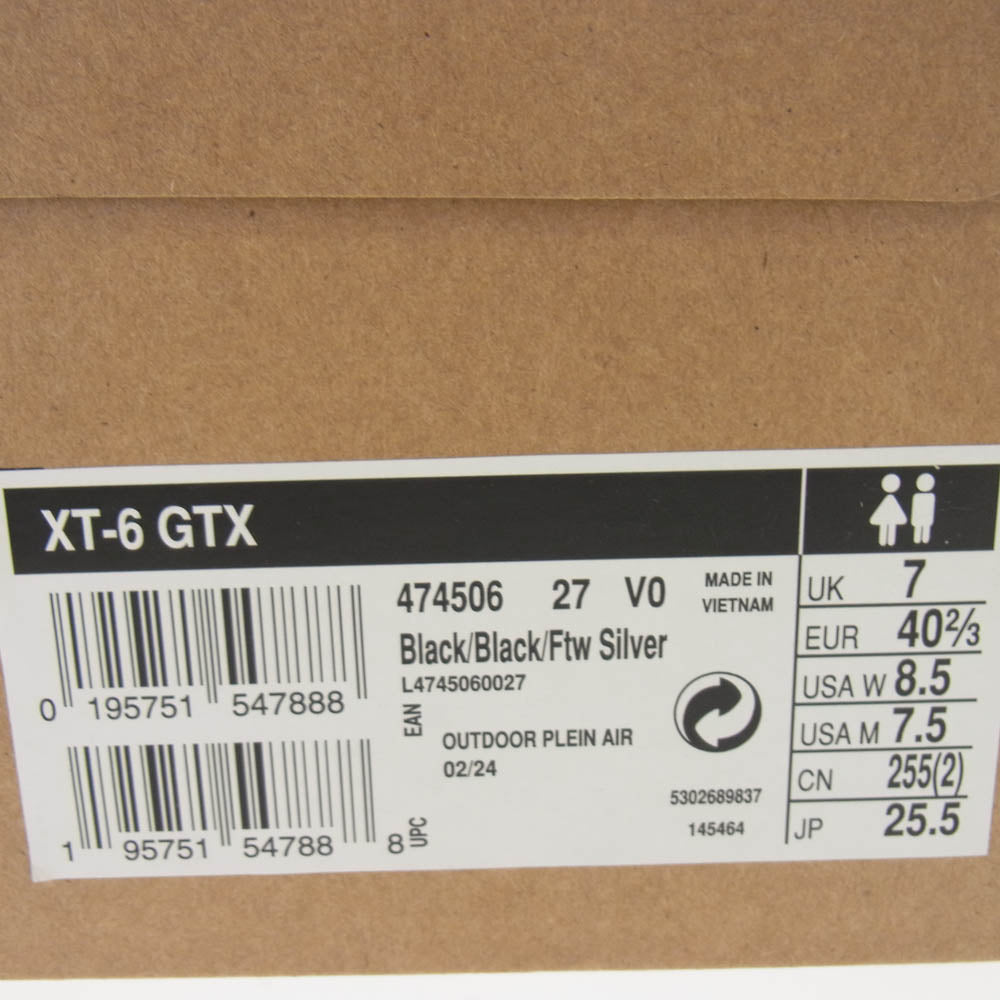 XT-6 GTX
474506 27 V0
MADE IN
VIETNAM
Black/Black/Ftw Silver
L4745060027
0 195751 547888
EAN
OUTDOOR PLEIN AIR
02/24
1 95751 54788 8
UPC
5302689837
145464
UK 7
EUR 40⅔
USA W 8.5
USA M 7.5
CN 255(2)
JP 25.5